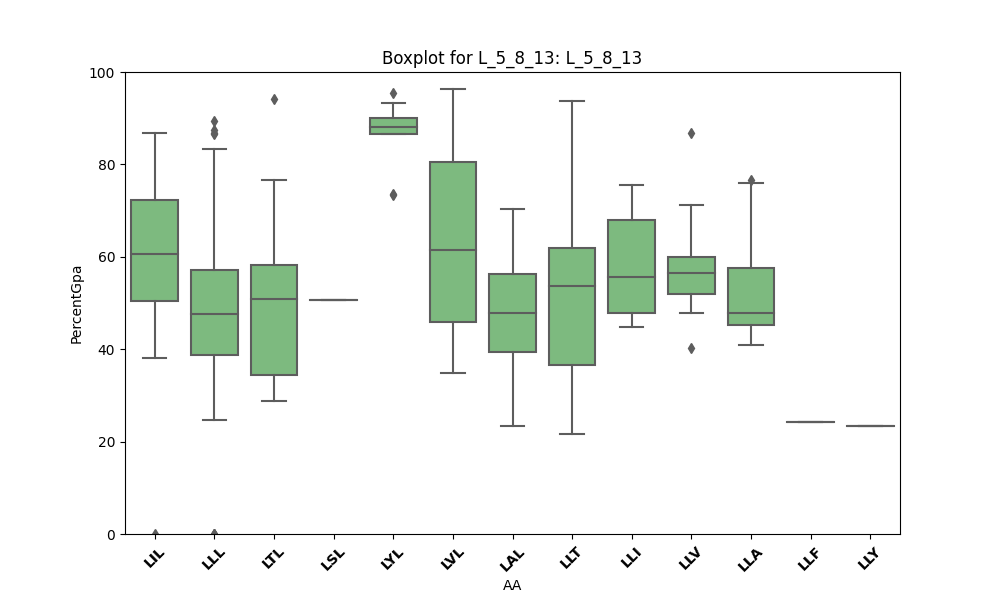 Boxplot for L_5_8_13: L_5_8_13
100
80
60
40
20
0
PercentGpa
LIL LLL LTL LSL LYL LVL LAL LLT LLI LLV LLA LLF LLY
AA